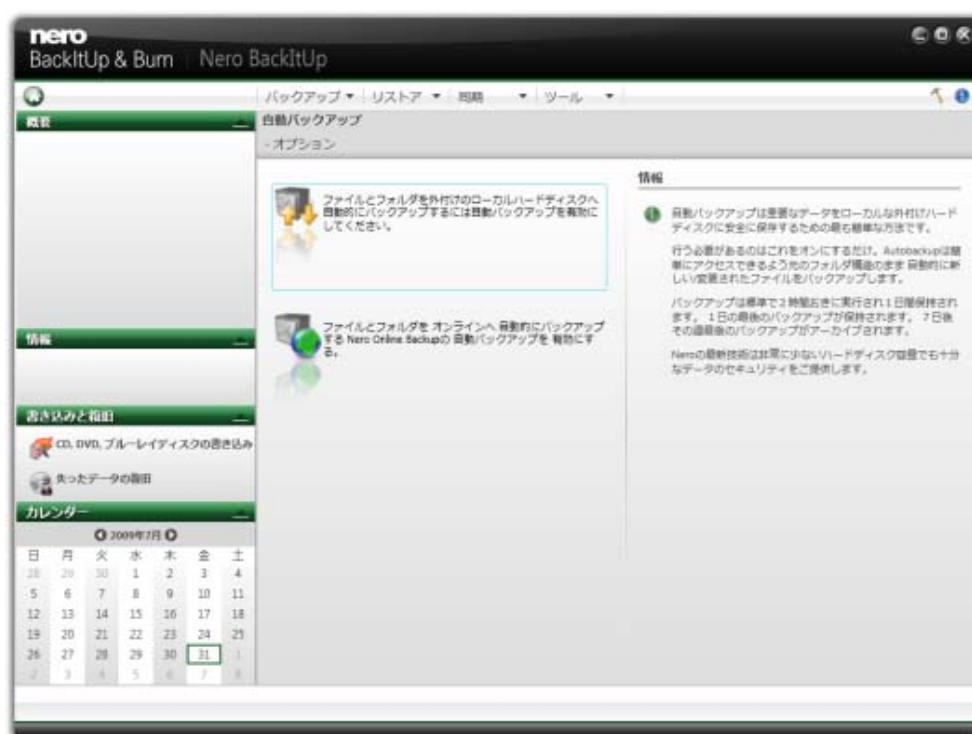 nero
BackItUp & Burn | Nero BackItUp
バックアップ リストア 同期 ツール
概要
自動バックアップ
- オプション
情報
ファイルとフォルダを外付けのローカルハードディスクへ
自動的にバックアップするには自動バックアップを有効に
してください。
ファイルとフォルダを オンラインへ 自動的にバックアップ
する Nero Online Backupの 自動バックアップを 有効にす
る。
自動バックアップは重要なデータをローカルな外付けハード
ディスクに安全に保存するための最も簡単な方法です。
行う必要があるのはこれをオンにするだけ。Autobackupは簡
単にアクセスできるよう元のフォルダ構造のまま 自動的に新
しい/変更されたファイルをバックアップします。
バックアップは標準で2時間おきに実行され1日間保持され
ます。 1日の最後のバックアップが保持されます。 7日後
その週最後のバックアップがアーカイブされます。
Neroの最新技術は非常に少ないハードディスク容量でも十分
なデータのセキュリティをご提供します。
情報
書き込みと復旧
CD, DVD, ブルーレイディスクの書き込み
失ったデータの復旧
カレンダー
2009年7月
日 月 火 水 木 金 土
28 29 30 1 2 3 4
5 6 7 8 9 10 11
12 13 14 15 16 17 18
19 20 21 22 23 24 25
26 27 28 29 30 31 1
2 3 4 5 6 7 8